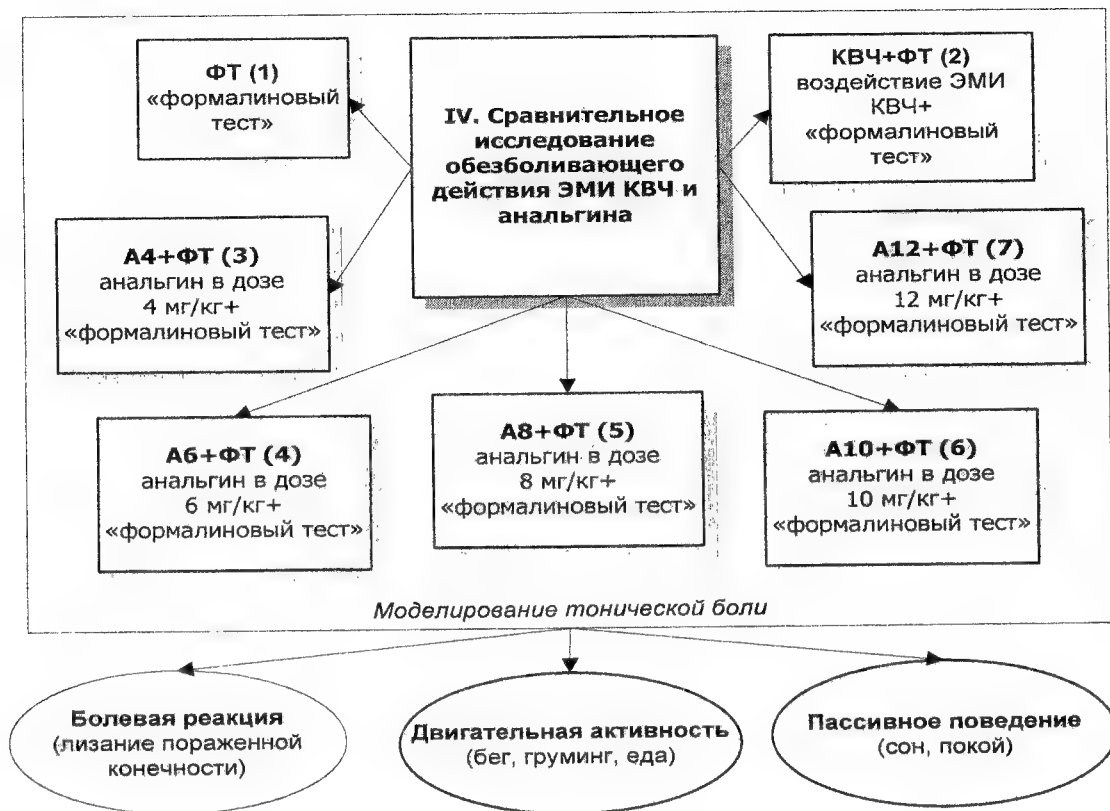 ФТ (1)
«формалиновый
тест»
IV. Сравнительное
исследование
обезболивающего
действия ЭМИ КВЧ и
анальгина
КВЧ+ФТ (2)
воздействие ЭМИ
КВЧ+
«формалиновый
тест»
А4+ФТ (3)
анальгин в дозе
4 мг/кг+
«формалиновый тест»
А12+ФТ (7)
анальгин в дозе
12 мг/кг+
«формалиновый тест»
А6+ФТ (4)
анальгин в дозе
6 мг/кг+
«формалиновый тест»
А8+ФТ (5)
анальгин в дозе
8 мг/кг+
«формалиновый тест»
А10+ФТ (6)
анальгин в дозе
10 мг/кг+
«формалиновый тест»
Моделирование тонической боли
Болевая реакция
(лизание пораженной
конечности)
Двигательная активность
(бег, груминг, еда)
Пассивное поведение
(сон, покой)